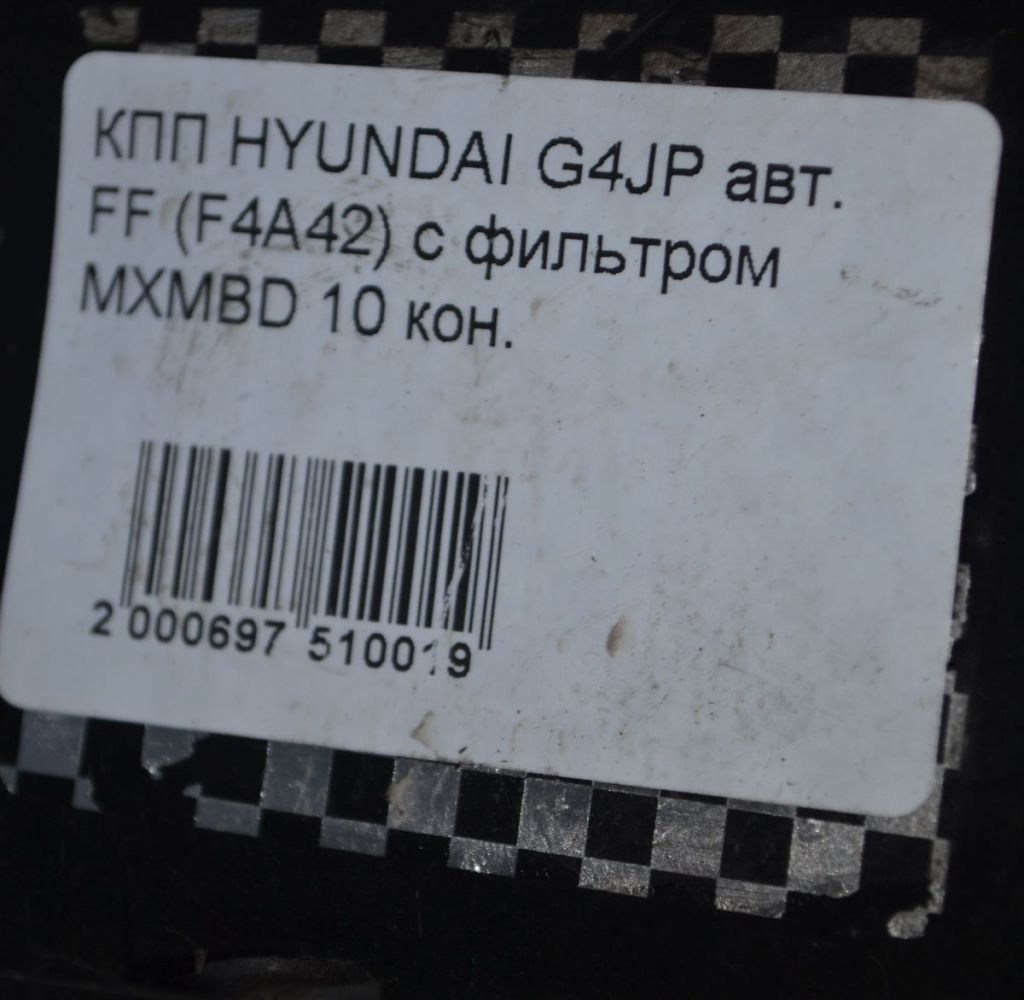 КПП HYUNDAI G4JP авт.
FF (F4A42) с фильтром
MXMBD 10 кон.
2 000697 510019